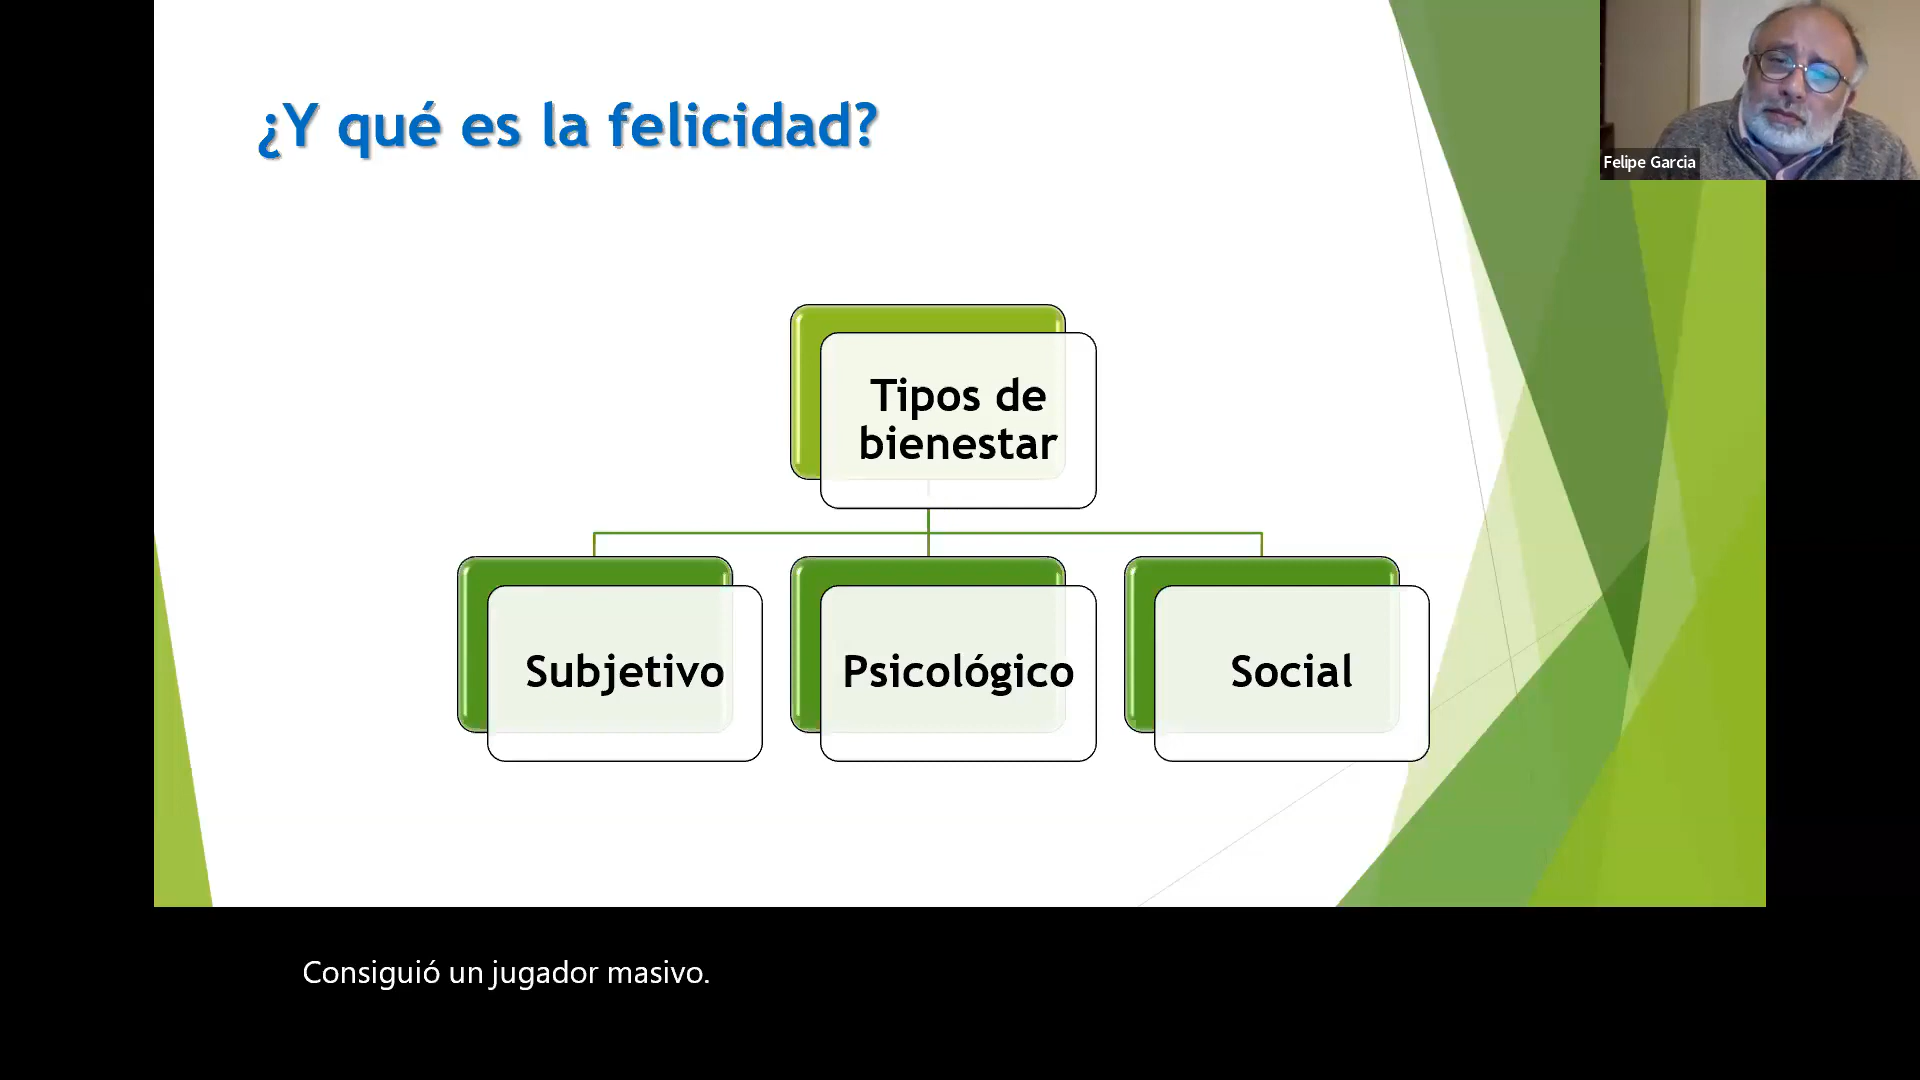 ¿Y qué es la felicidad?
Felipe Garcia
Tipos de
bienestar
Subjetivo
Psicológico
Social
Consiguió un jugador masivo.